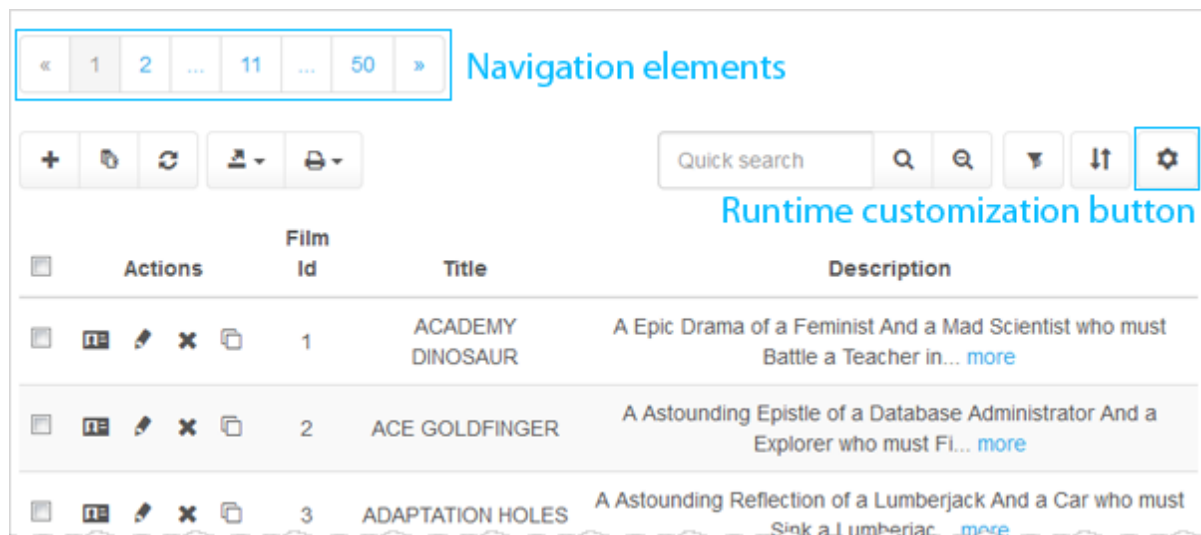 « 1 2 ... 11 ... 50 » Navigation elements
Quick search
Runtime customization button
Film
Actions Id Title Description
1 ACADEMY DINOSAUR A Epic Drama of a Feminist And a Mad Scientist who must
Battle a Teacher in... more
2 ACE GOLDFINGER A Astounding Epistle of a Database Administrator And a
Explorer who must Fi... more
3 ADAPTATION HOLES A Astounding Reflection of a Lumberjack And a Car who must
Sink a Lumberjac... more